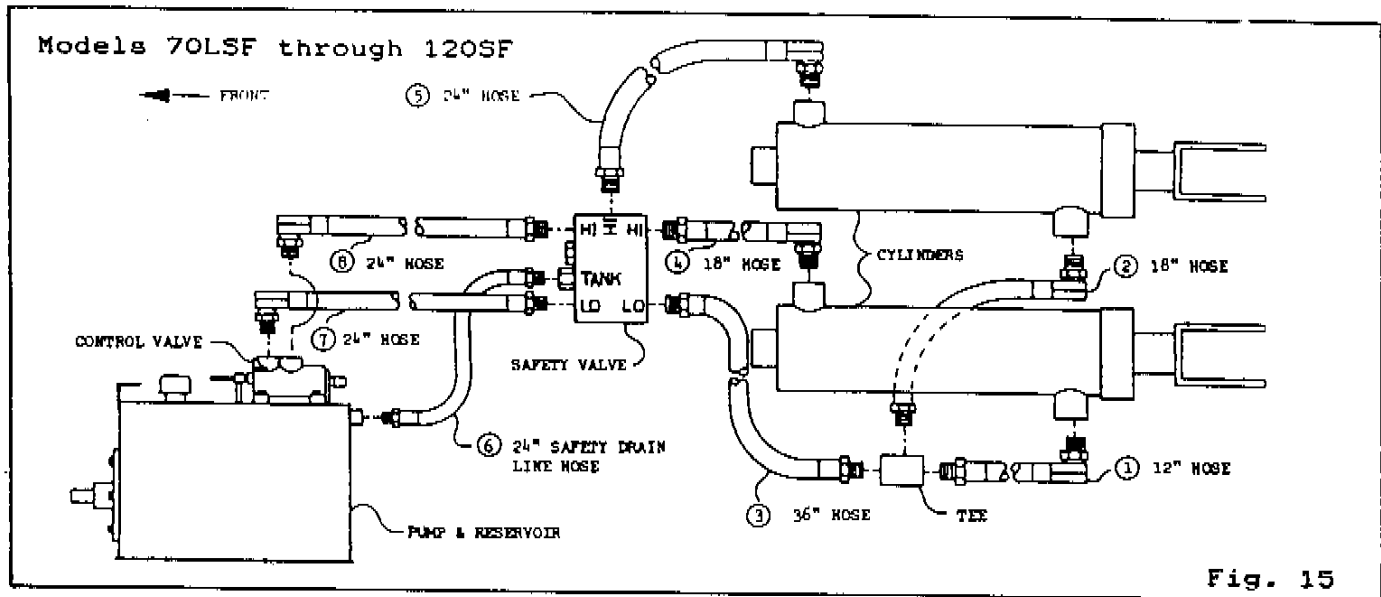 Models 70LSF through 120SF
FRONT
5 24" HOSE
HI HI HI
8 24" HOSE
4 18" HOSE
CYLINDERS
2 18" HOSE
TANK
LO LO
7 24" HOSE
CONTROL VALVE
SAFETY VALVE
6 24" SAFETY DRAIN
LINE HOSE
1 12" HOSE
3 36" HOSE
TEE
PUMP & RESERVOIR
Fig. 15